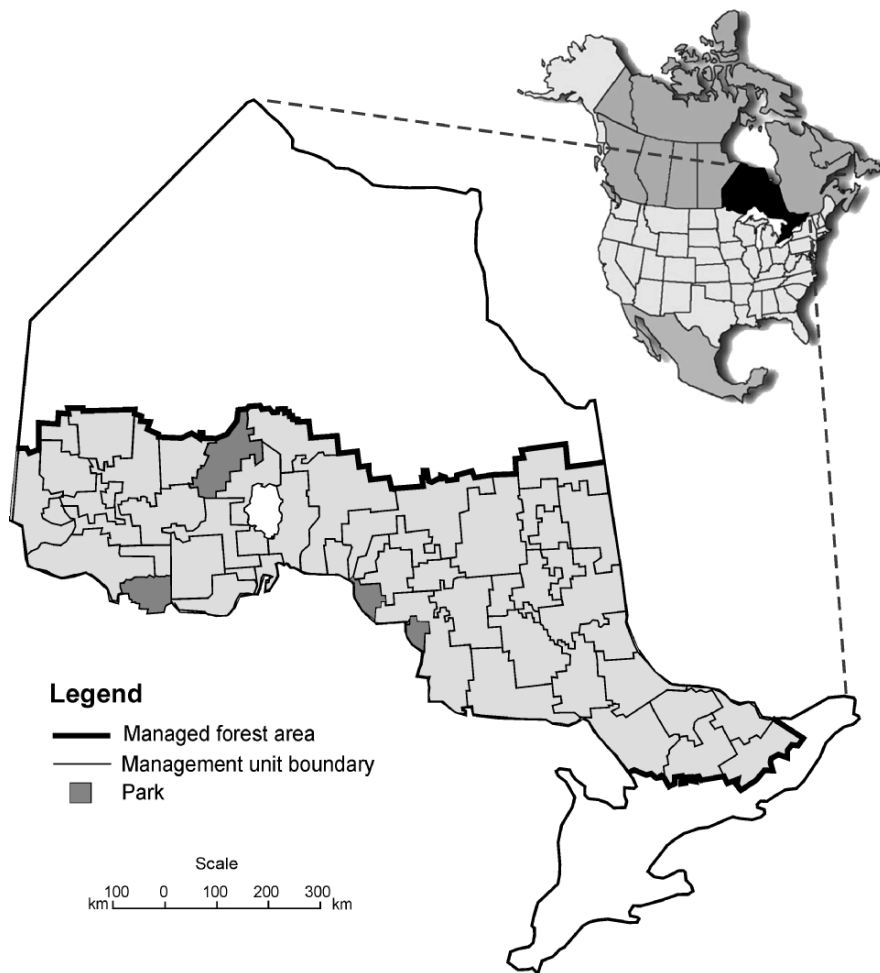 Legend
Managed forest area
Management unit boundary
Park
Scale
100 0 100 200 300
km km